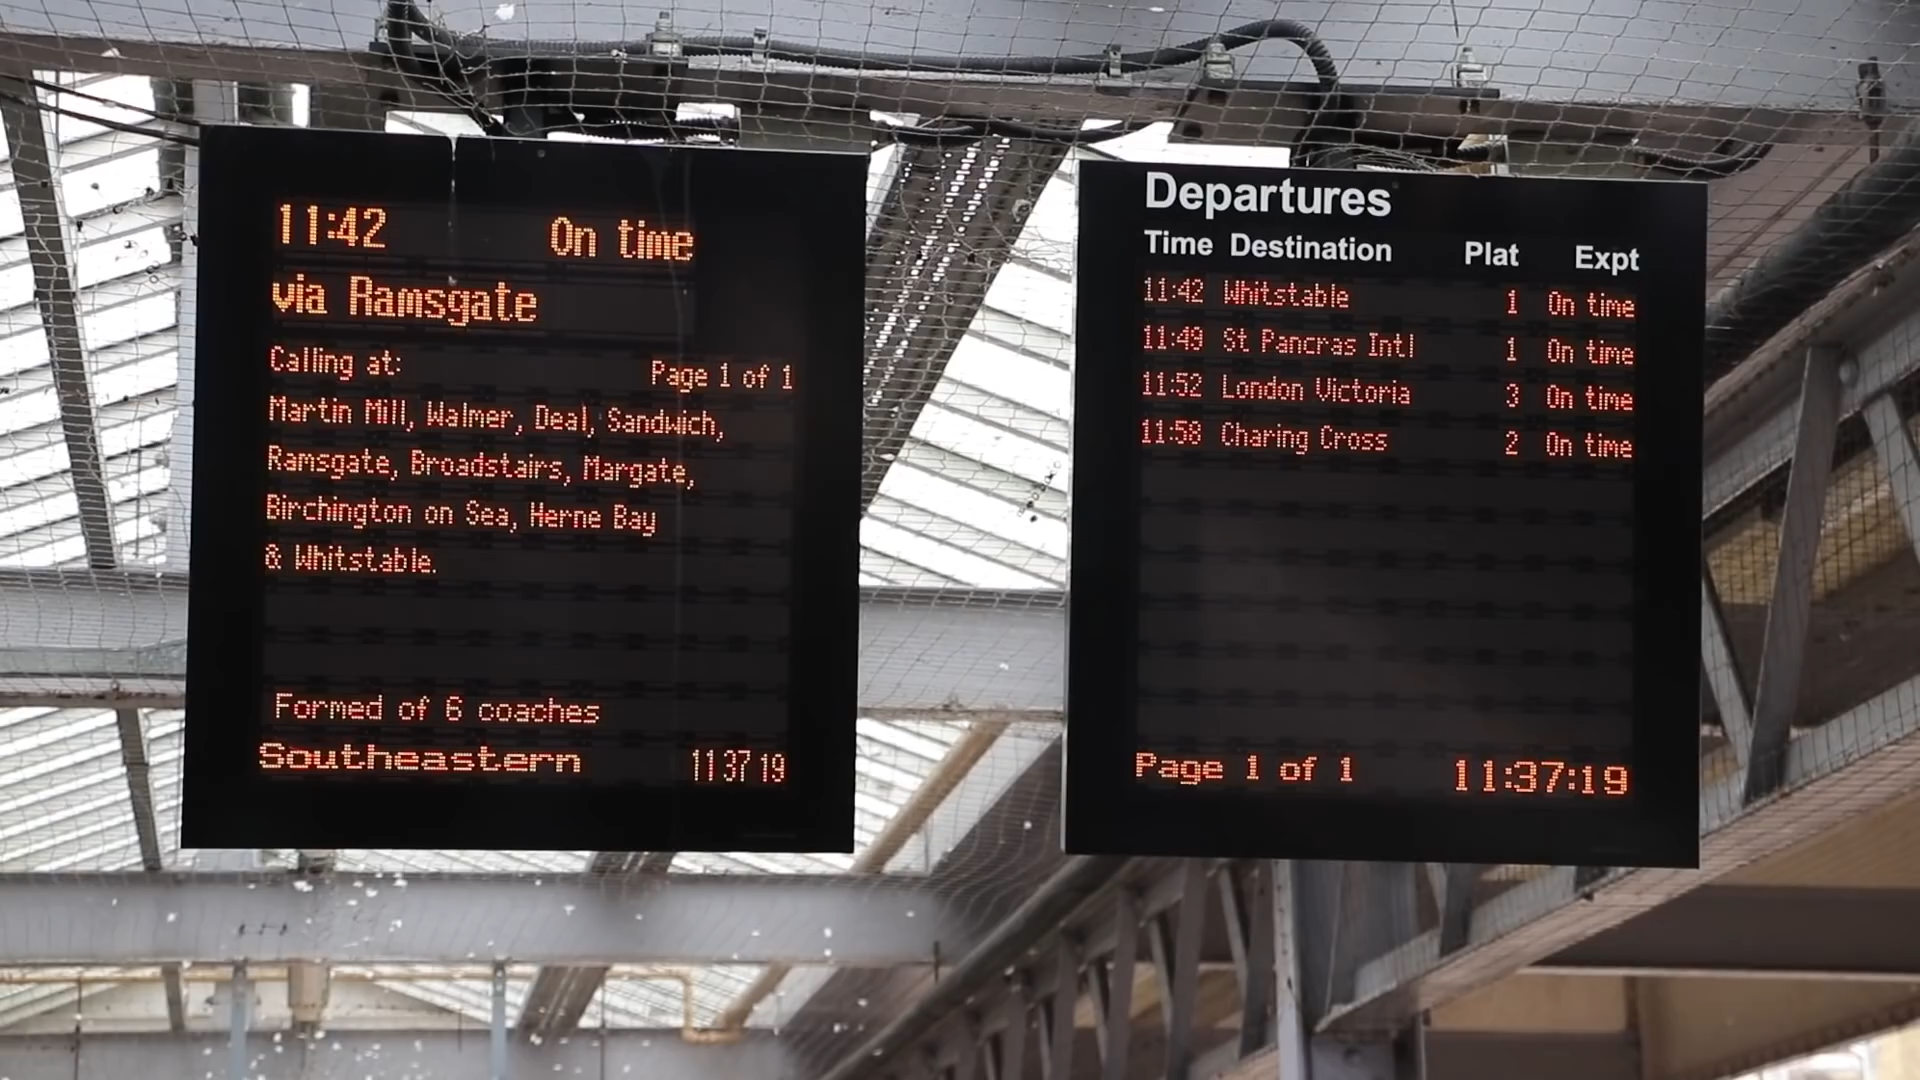 11:42 On time
via Ramsgate
Calling at: Page 1 of 1
Martin Mill, Walmer, Deal, Sandwich,
Ramsgate, Broadstairs, Margate,
Birchington on Sea, Herne Bay
& Whitstable.
Formed of 6 coaches
Southeastern 11 37 19
Departures
Time Destination Plat Expt
11:42 Whitstable 1 On time
11:49 St Pancras Intl 1 On time
11:52 London Victoria 3 On time
11:58 Charing Cross 2 On time
Page 1 of 1 11:37:19